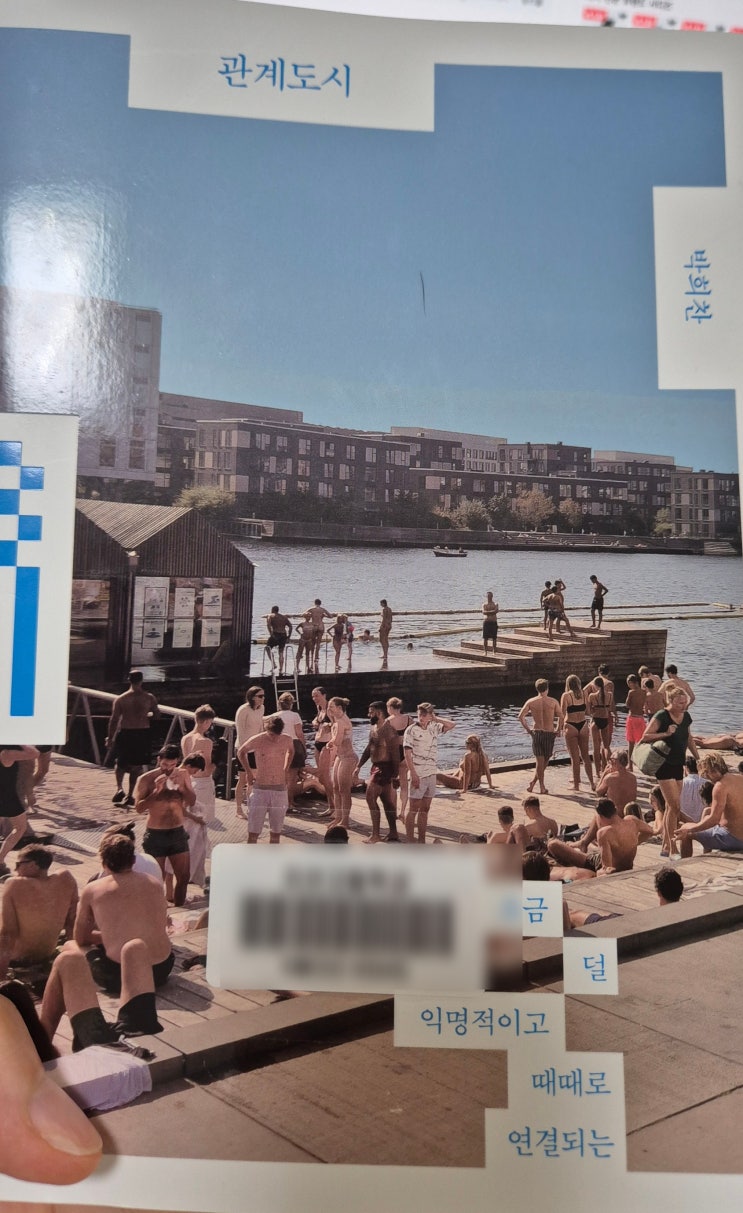 관계도시
박희찬
금
덜
익명적이고
때때로
연결되는